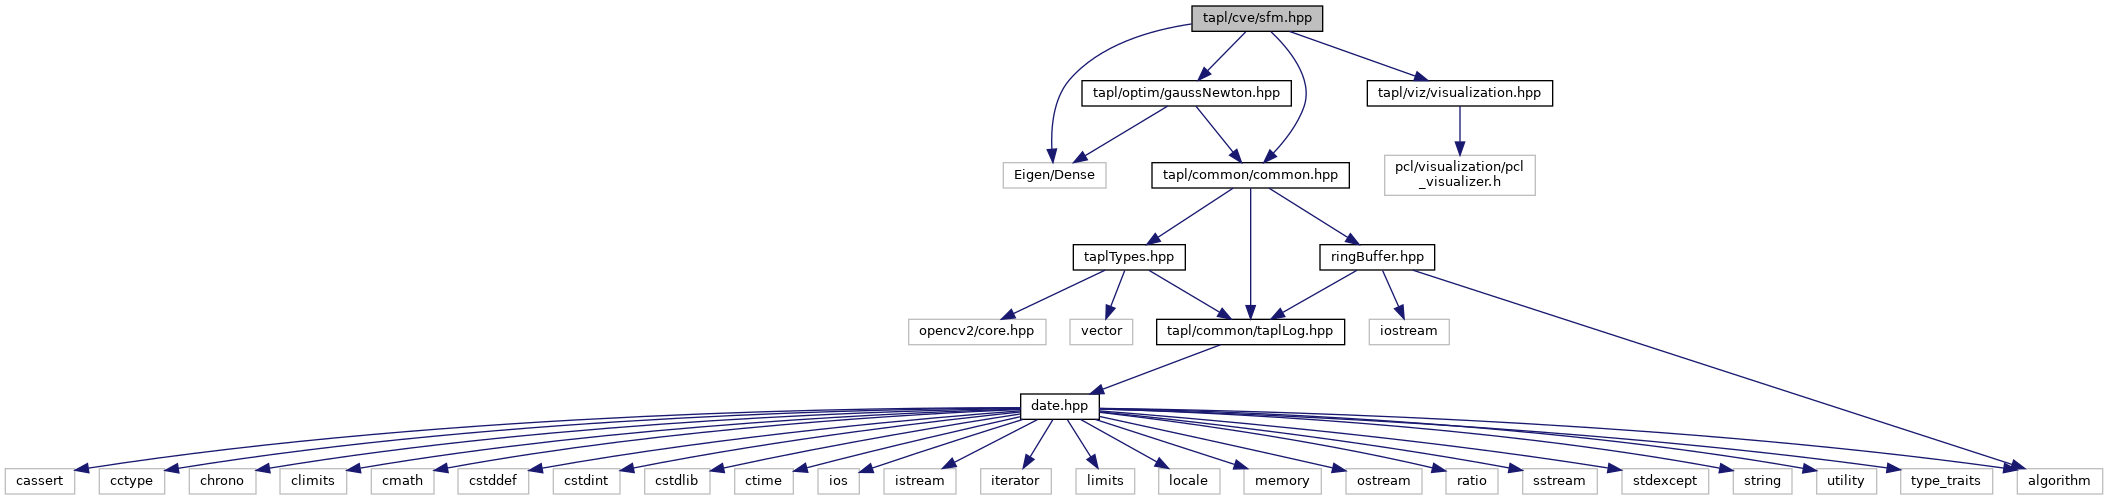 tapl/cve/sfm.hpp
tapl/optim/gaussNewton.hpp
tapl/viz/visualization.hpp
Eigen/Dense
tapl/common/common.hpp
pcl/visualization/pcl
_visualizer.h
taplTypes.hpp
ringBuffer.hpp
opencv2/core.hpp
vector
tapl/common/taplLog.hpp
iostream
date.hpp
cassert
cctype
chrono
climits
cmath
cstddef
cstdint
cstdlib
ctime
ios
istream
iterator
limits
locale
memory
ostream
ratio
sstream
stdexcept
string
utility
type_traits
algorithm